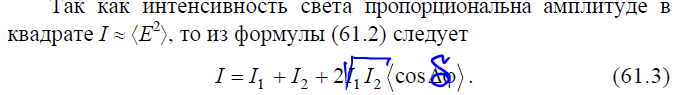 Так как интенсивность света пропорциональна амплитуде в
квадрате I ≈ ⟨E²⟩, то из формулы (61.2) следует
I = I₁ + I₂ + 2√I₁I₂ ⟨cos δ⟩. (61.3)